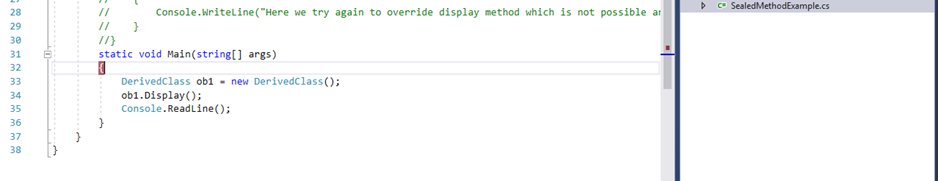 //    {
28 //        Console.WriteLine("Here we try again to override display method which is not possible an
29 //    }
30 //}
31 static void Main(string[] args)
32 {
33 DerivedClass ob1 = new DerivedClass();
34 ob1.Display();
35 Console.ReadLine();
36 }
37 }
38 }
C# SealedMethodExample.cs